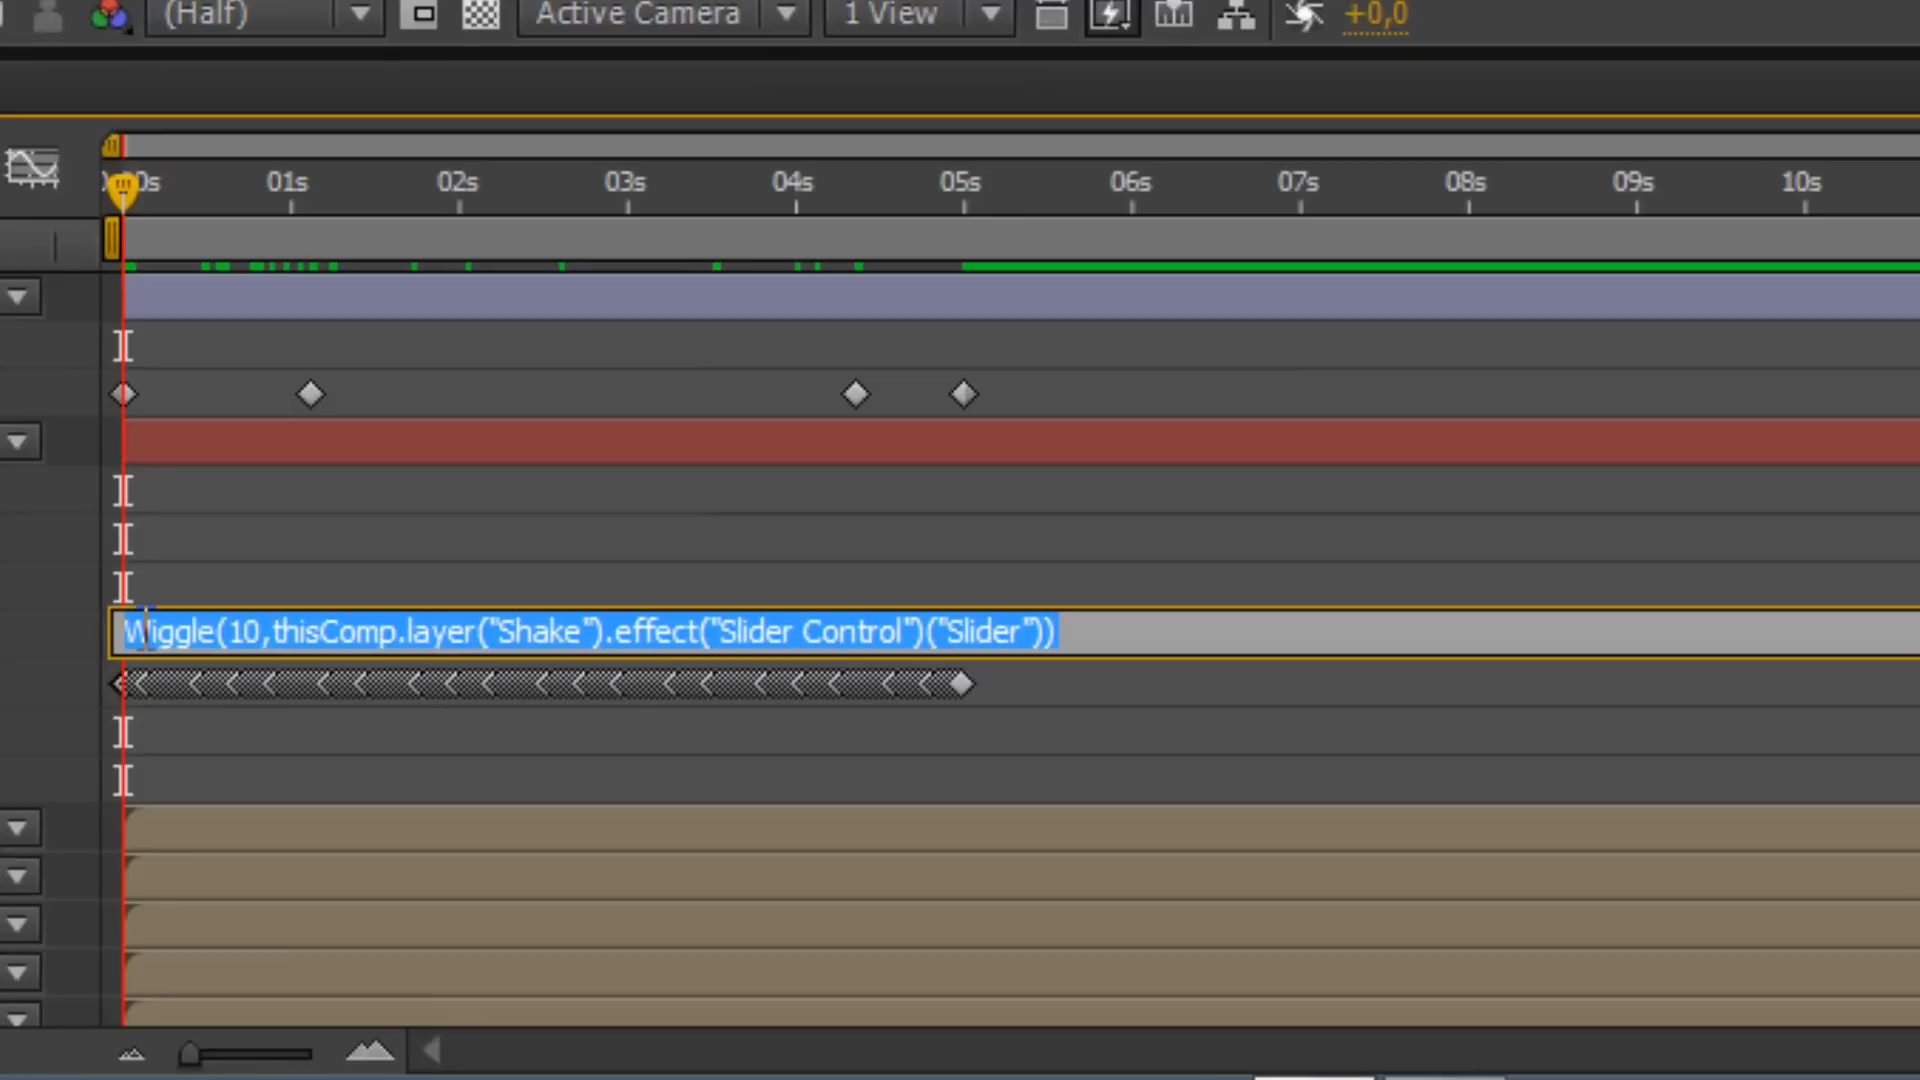 (Half)
Active Camera
1 View
+0,0
01s
02s
03s
04s
05s
06s
07s
08s
09s
10s
Wiggle(10,thisComp.layer("Shake").effect("Slider Control")("Slider"))